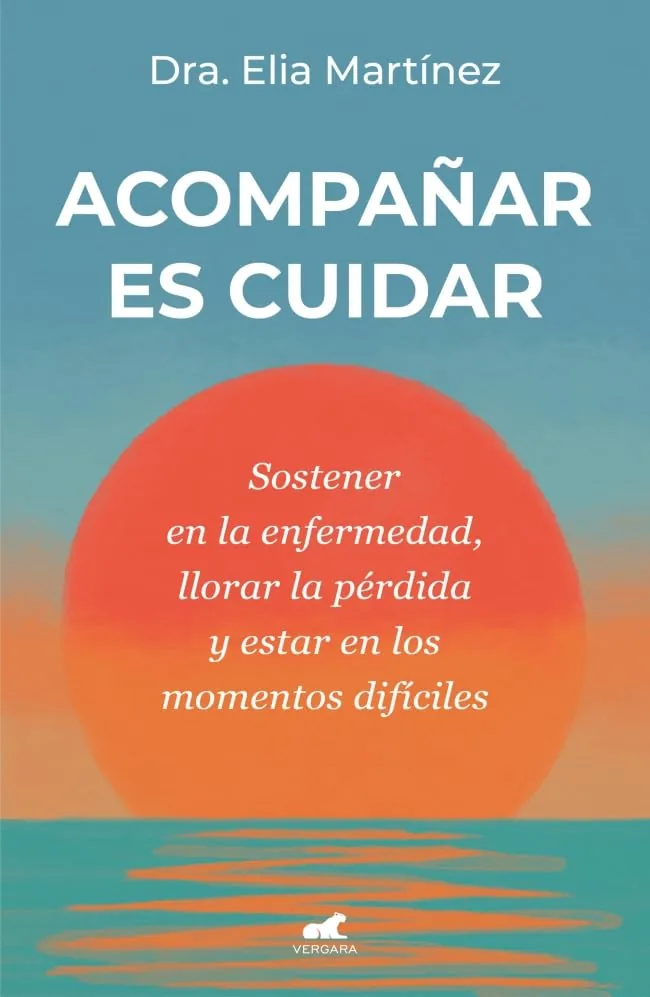 Dra. Elia Martínez
ACOMPAÑAR
ES CUIDAR
Sostener
en la enfermedad,
llorar la pérdida
y estar en los
momentos difíciles
VERGARA